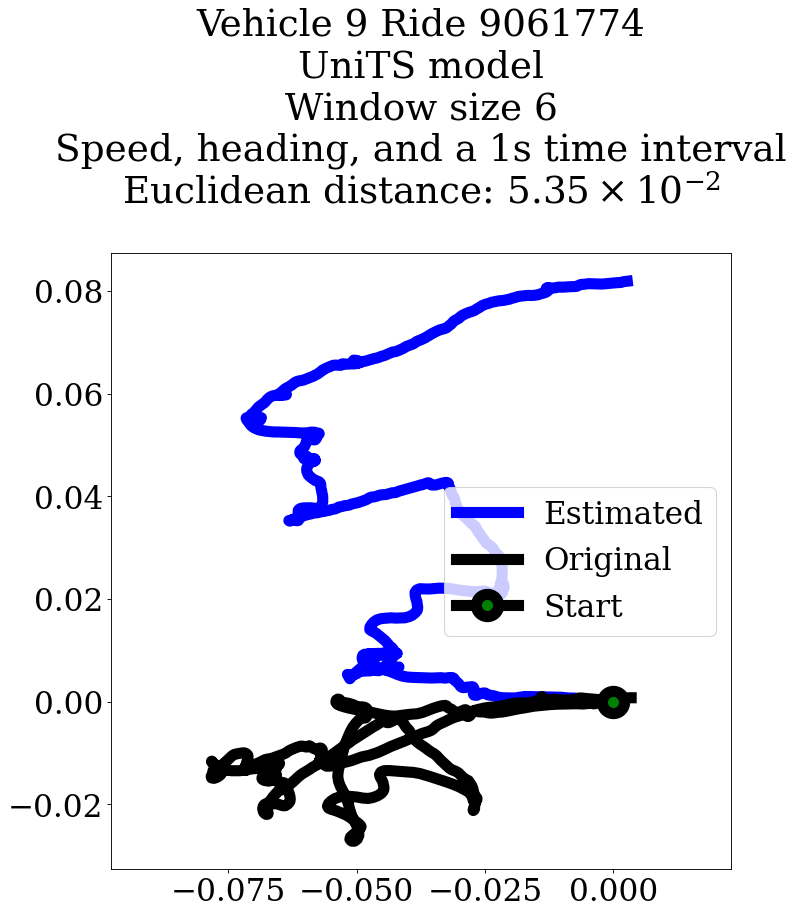 Vehicle 9 Ride 9061774
UniTS model
Window size 6
Speed, heading, and a 1s time interval
Euclidean distance: 5.35 × 10⁻²
0.08
0.06
0.04
0.02
0.00
−0.02
Estimated
Original
Start
−0.075 −0.050 −0.025 0.000